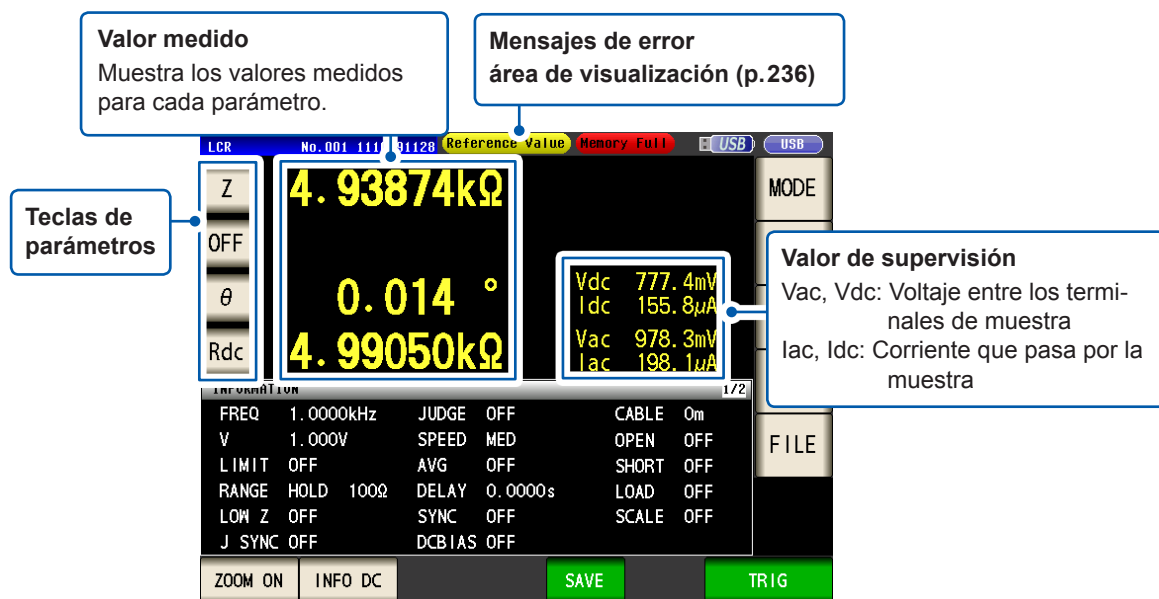 Valor medido
Muestra los valores medidos
para cada parámetro.
Mensajes de error
área de visualización (p.236)
LCR No.001 1128 Reference Value Memory Full USB USB
Teclas de
parámetros
Z
OFF
θ
Rdc
4.93874kΩ
0.014 °
4.99050kΩ
Vdc 777.4mV
Idc 155.8μA
Vac 978.3mV
Iac 198.1μA
MODE
Valor de supervisión
Vac, Vdc: Voltaje entre los termi-
nales de muestra
Iac, Idc: Corriente que pasa por la
muestra
INFORMATION 1/2
FREQ 1.0000kHz JUDGE OFF CABLE 0m
V 1.000V SPEED MED OPEN OFF
LIMIT OFF AVG OFF SHORT OFF
RANGE HOLD 100Ω DELAY 0.0000s LOAD OFF
LOW Z OFF SYNC OFF SCALE OFF
J SYNC OFF DCBIAS OFF
FILE
ZOOM ON INFO DC SAVE TRIG